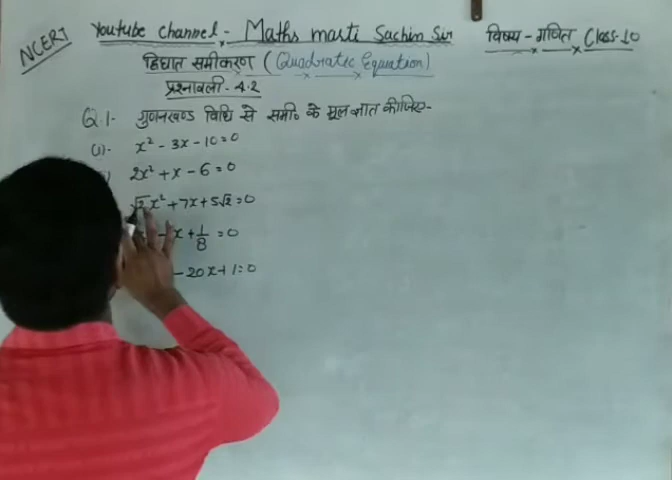 NCERT
Youtube channel - Maths masti Sachin Sir
विषय - गणित Class-10
द्विघात समीकरण (Quadratic Equation)
प्रश्नावली - 4.2
Q.1- गुणनखण्ड विधि से समी० के मूल ज्ञात कीजिए-
(1)- x² - 3x - 10=0
2x² + x - 6 = 0
√2x² + 7x + 5√2 = 0
- x + 1/8 = 0
- 20x + 1 = 0